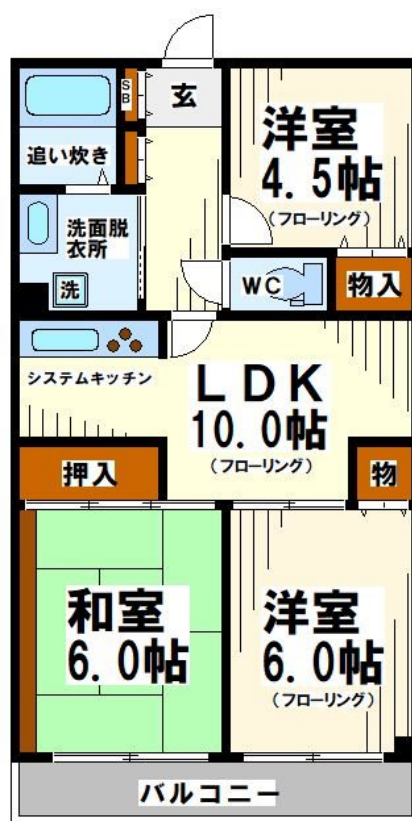 SB
玄
洋室
4.5帖
(フローリング)
追い炊き
洗面脱
衣所
洗
WC
物入
システムキッチン
LDK
10.0帖
(フローリング)
押入
物
和室
6.0帖
洋室
6.0帖
(フローリング)
バルコニー